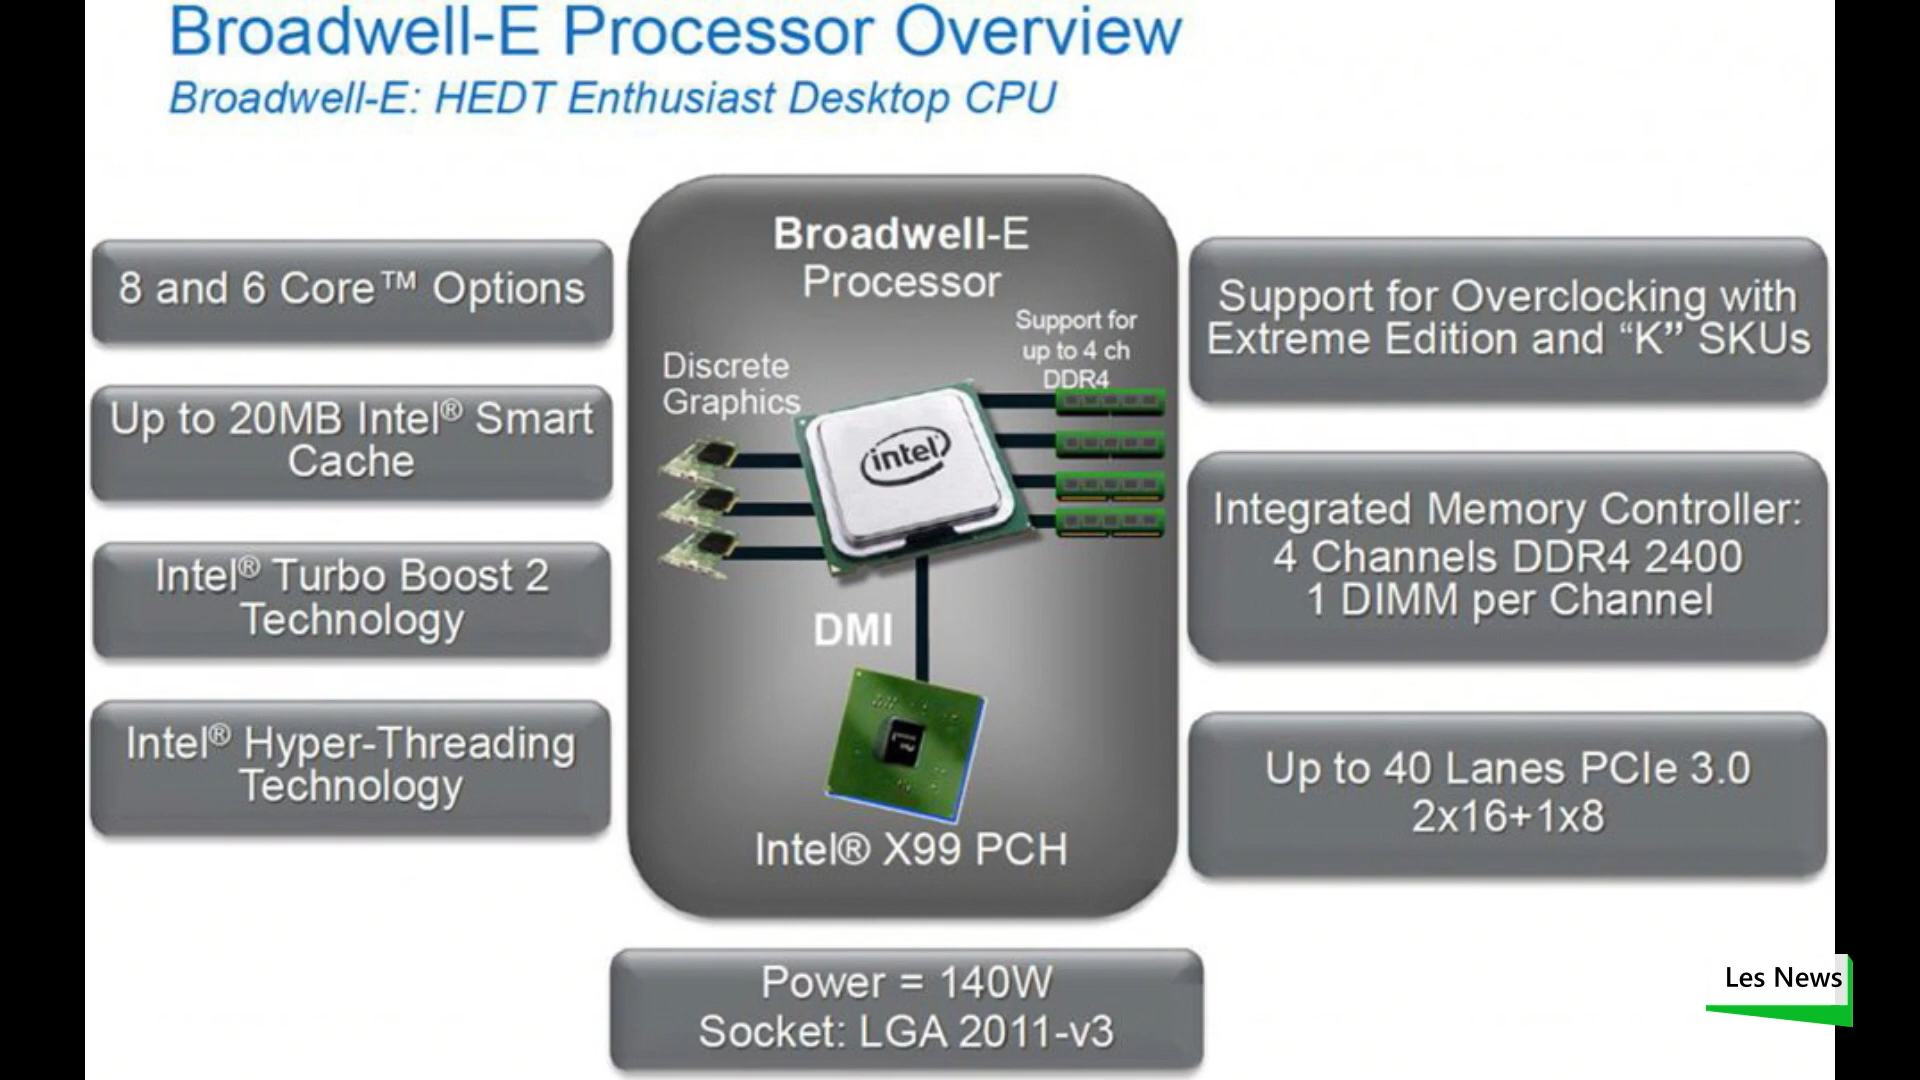 Broadwell-E Processor Overview
Broadwell-E: HEDT Enthusiast Desktop CPU
8 and 6 Core™ Options
Up to 20MB Intel® Smart
Cache
Intel® Turbo Boost 2
Technology
Intel® Hyper-Threading
Technology
Broadwell-E
Processor
Support for
up to 4 ch
DDR4
Discrete
Graphics
intel
DMI
Intel® X99 PCH
Support for Overclocking with
Extreme Edition and “K” SKUs
Integrated Memory Controller:
4 Channels DDR4 2400
1 DIMM per Channel
Up to 40 Lanes PCIe 3.0
2x16+1x8
Power = 140W
Socket: LGA 2011-v3
Les News